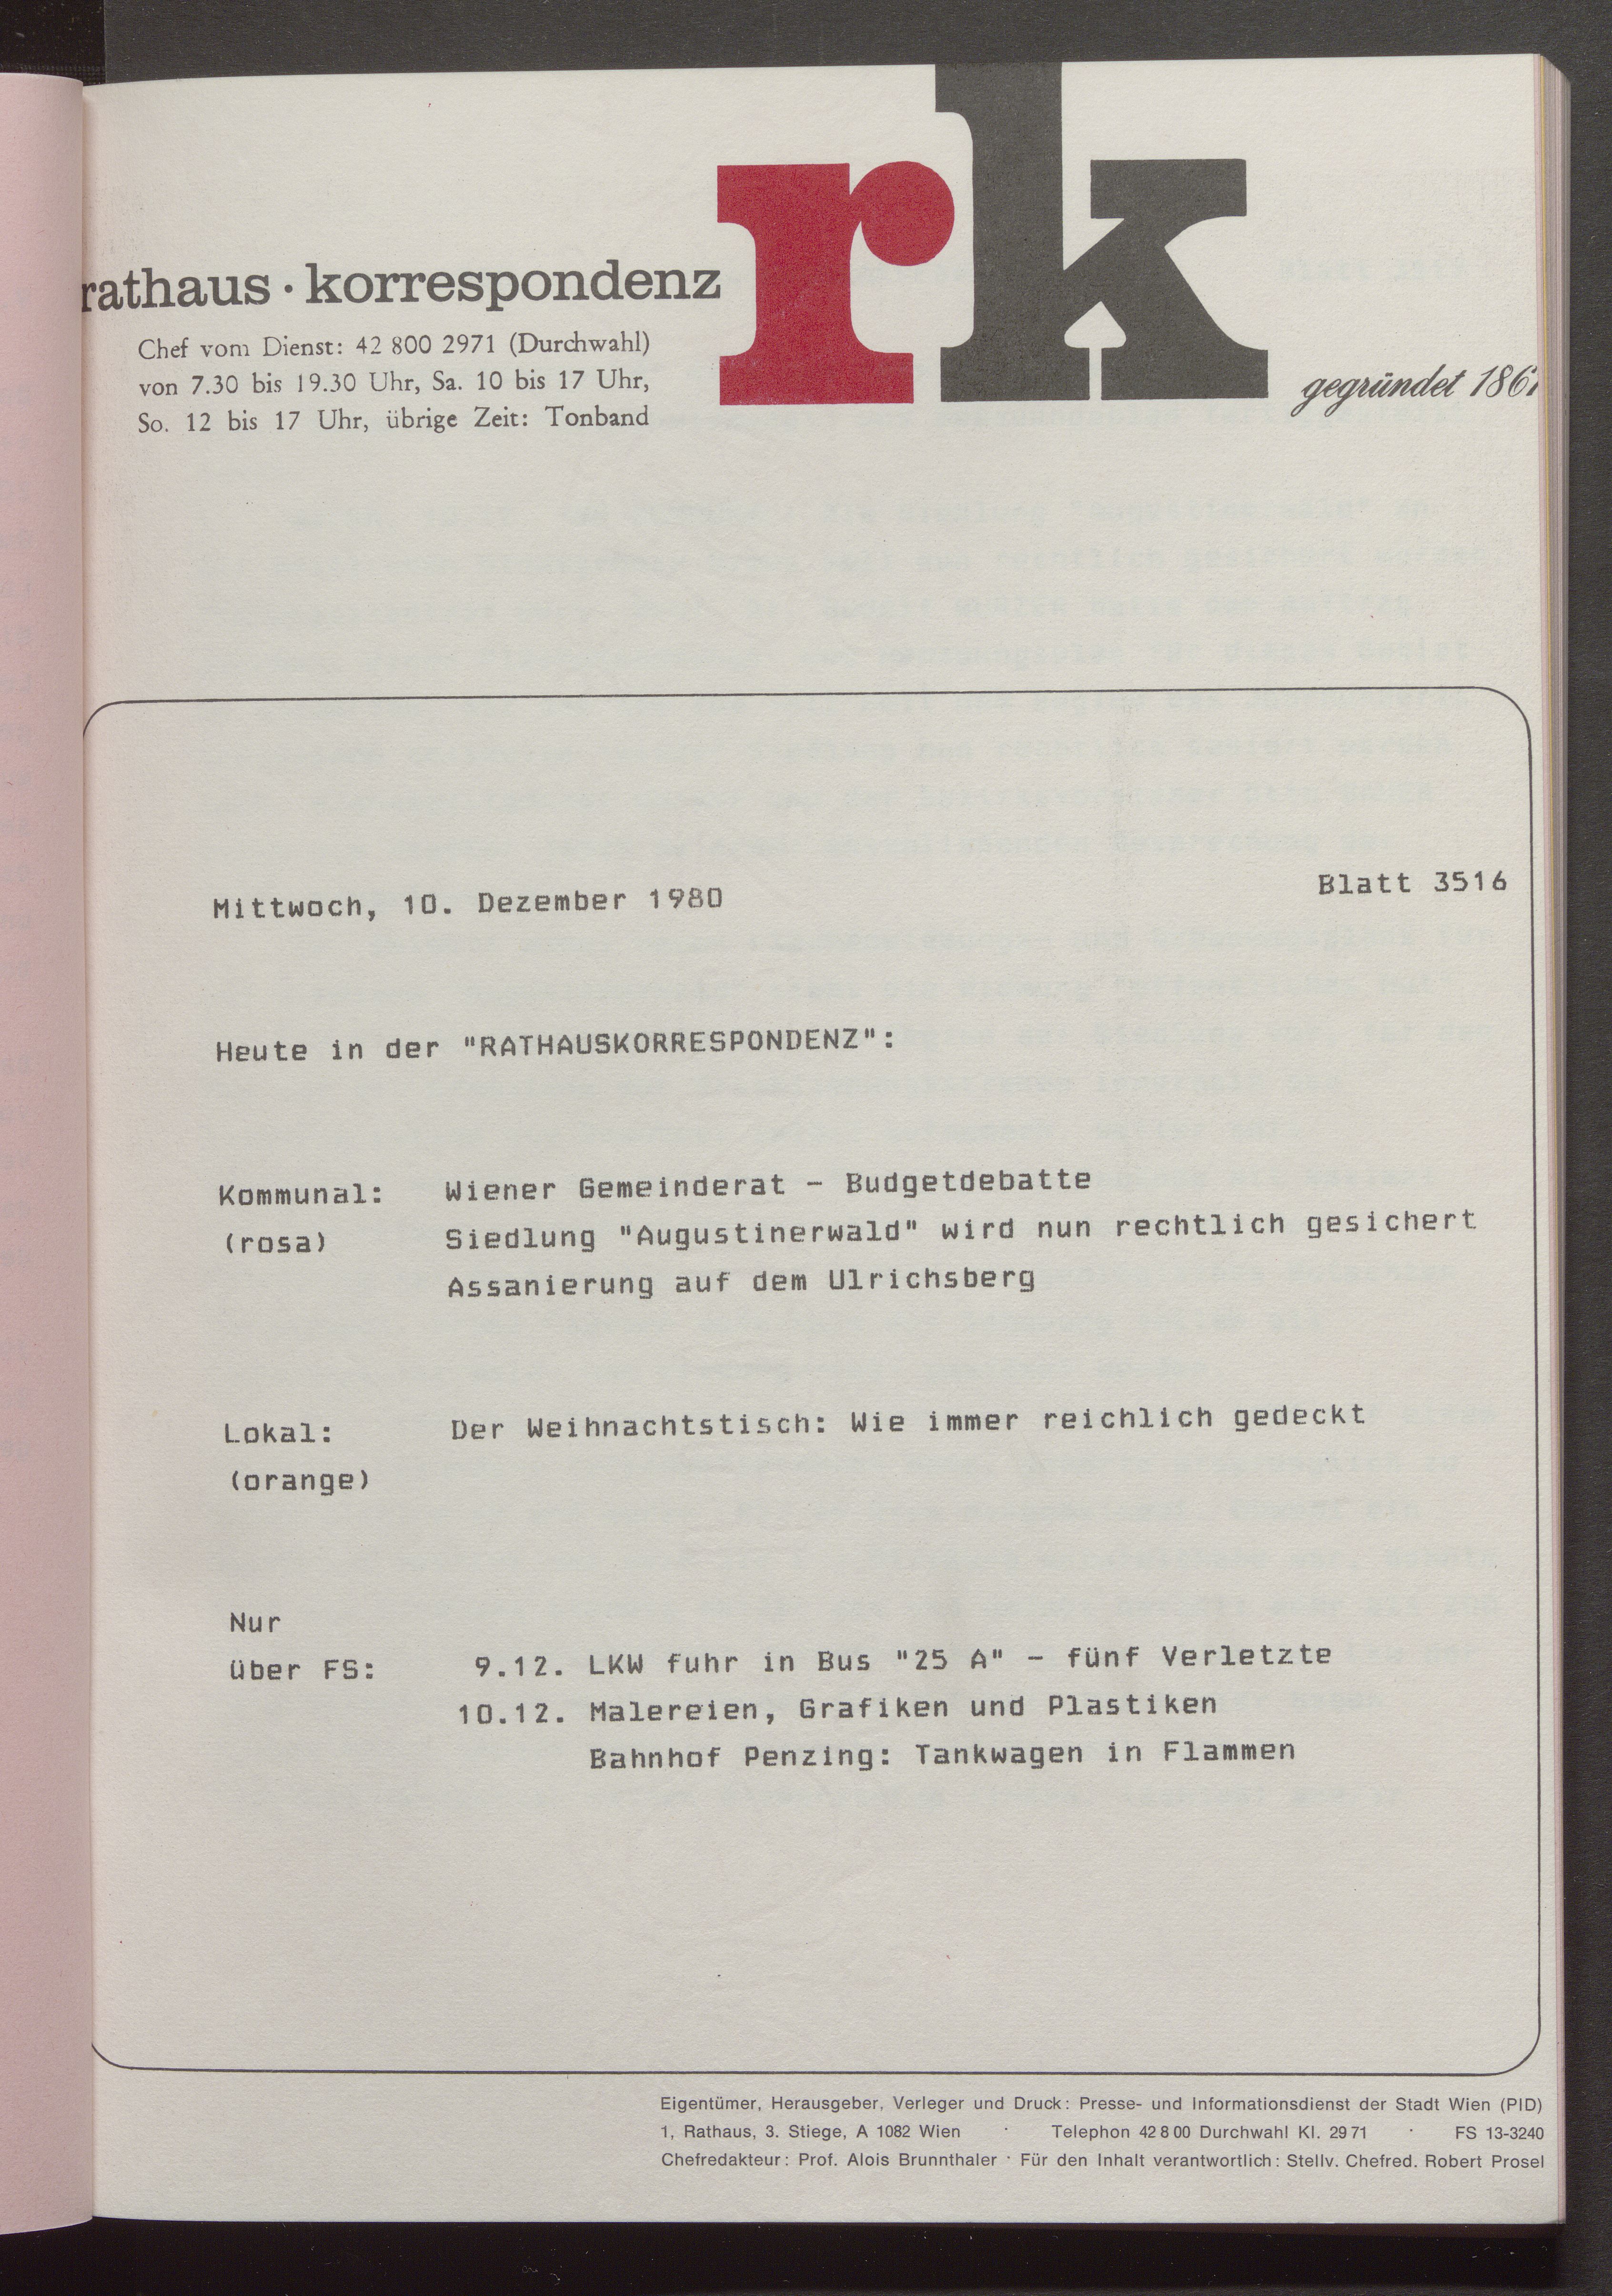 rk
rathaus · korrespondenz
Chef vom Dienst: 42 800 2971 (Durchwahl)
von 7.30 bis 19.30 Uhr, Sa. 10 bis 17 Uhr,
So. 12 bis 17 Uhr, übrige Zeit: Tonband
gegründet 1861
Mittwoch, 10. Dezember 1980
Blatt 3516
Heute in der "RATHAUSKORRESPONDENZ":
Kommunal: Wiener Gemeinderat - Budgetdebatte
(rosa) Siedlung "Augustinerwald" wird nun rechtlich gesichert
Assanierung auf dem Ulrichsberg
Lokal: Der Weihnachtstisch: Wie immer reichlich gedeckt
(orange)
Nur
über FS: 9.12. LKW fuhr in Bus "25 A" - fünf Verletzte
10.12. Malereien, Grafiken und Plastiken
Bahnhof Penzing: Tankwagen in Flammen
Eigentümer, Herausgeber, Verleger und Druck: Presse- und Informationsdienst der Stadt Wien (PID)
1, Rathaus, 3. Stiege, A 1082 Wien · Telephon 42 8 00 Durchwahl Kl. 29 71 · FS 13-3240
Chefredakteur: Prof. Alois Brunnthaler · Für den Inhalt verantwortlich: Stellv. Chefred. Robert Prosel